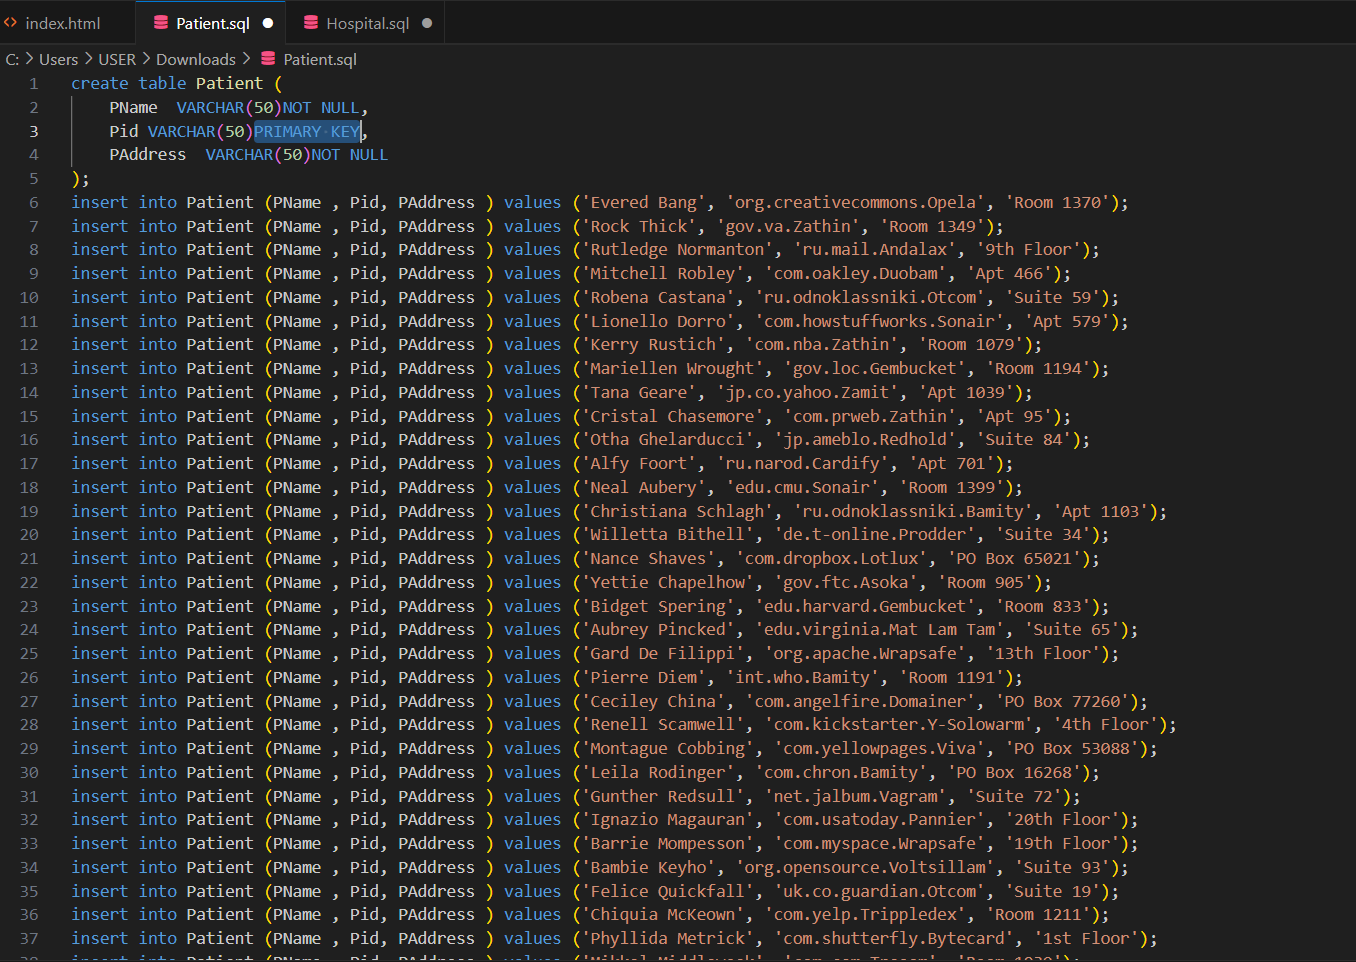 index.html Patient.sql Hospital.sql
C: > Users > USER > Downloads > Patient.sql
1 create table Patient (
2 PName  VARCHAR(50)NOT NULL,
3 Pid VARCHAR(50)PRIMARY KEY,
4 PAddress  VARCHAR(50)NOT NULL
5 );
6 insert into Patient (PName , Pid, PAddress ) values ('Evered Bang', 'org.creativecommons.Opela', 'Room 1370');
7 insert into Patient (PName , Pid, PAddress ) values ('Rock Thick', 'gov.va.Zathin', 'Room 1349');
8 insert into Patient (PName , Pid, PAddress ) values ('Rutledge Normanton', 'ru.mail.Andalax', '9th Floor');
9 insert into Patient (PName , Pid, PAddress ) values ('Mitchell Robley', 'com.oakley.Duobam', 'Apt 466');
10 insert into Patient (PName , Pid, PAddress ) values ('Robena Castana', 'ru.odnoklassniki.Otcom', 'Suite 59');
11 insert into Patient (PName , Pid, PAddress ) values ('Lionello Dorro', 'com.howstuffworks.Sonair', 'Apt 579');
12 insert into Patient (PName , Pid, PAddress ) values ('Kerry Rustich', 'com.nba.Zathin', 'Room 1079');
13 insert into Patient (PName , Pid, PAddress ) values ('Mariellen Wrought', 'gov.loc.Gembucket', 'Room 1194');
14 insert into Patient (PName , Pid, PAddress ) values ('Tana Geare', 'jp.co.yahoo.Zamit', 'Apt 1039');
15 insert into Patient (PName , Pid, PAddress ) values ('Cristal Chasemore', 'com.prweb.Zathin', 'Apt 95');
16 insert into Patient (PName , Pid, PAddress ) values ('Otha Ghelarducci', 'jp.ameblo.Redhold', 'Suite 84');
17 insert into Patient (PName , Pid, PAddress ) values ('Alfy Foort', 'ru.narod.Cardify', 'Apt 701');
18 insert into Patient (PName , Pid, PAddress ) values ('Neal Aubery', 'edu.cmu.Sonair', 'Room 1399');
19 insert into Patient (PName , Pid, PAddress ) values ('Christiana Schlagh', 'ru.odnoklassniki.Bamity', 'Apt 1103');
20 insert into Patient (PName , Pid, PAddress ) values ('Willetta Bithell', 'de.t-online.Prodder', 'Suite 34');
21 insert into Patient (PName , Pid, PAddress ) values ('Nance Shaves', 'com.dropbox.Lotlux', 'PO Box 65021');
22 insert into Patient (PName , Pid, PAddress ) values ('Yettie Chapelhow', 'gov.ftc.Asoka', 'Room 905');
23 insert into Patient (PName , Pid, PAddress ) values ('Bidget Spering', 'edu.harvard.Gembucket', 'Room 833');
24 insert into Patient (PName , Pid, PAddress ) values ('Aubrey Pincked', 'edu.virginia.Mat Lam Tam', 'Suite 65');
25 insert into Patient (PName , Pid, PAddress ) values ('Gard De Filippi', 'org.apache.Wrapsafe', '13th Floor');
26 insert into Patient (PName , Pid, PAddress ) values ('Pierre Diem', 'int.who.Bamity', 'Room 1191');
27 insert into Patient (PName , Pid, PAddress ) values ('Ceciley China', 'com.angelfire.Domainer', 'PO Box 77260');
28 insert into Patient (PName , Pid, PAddress ) values ('Renell Scamwell', 'com.kickstarter.Y-Solowarm', '4th Floor');
29 insert into Patient (PName , Pid, PAddress ) values ('Montague Cobbing', 'com.yellowpages.Viva', 'PO Box 53088');
30 insert into Patient (PName , Pid, PAddress ) values ('Leila Rodinger', 'com.chron.Bamity', 'PO Box 16268');
31 insert into Patient (PName , Pid, PAddress ) values ('Gunther Redsull', 'net.jalbum.Vagram', 'Suite 72');
32 insert into Patient (PName , Pid, PAddress ) values ('Ignazio Magauran', 'com.usatoday.Pannier', '20th Floor');
33 insert into Patient (PName , Pid, PAddress ) values ('Barrie Mompesson', 'com.myspace.Wrapsafe', '19th Floor');
34 insert into Patient (PName , Pid, PAddress ) values ('Bambie Keyho', 'org.opensource.Voltsillam', 'Suite 93');
35 insert into Patient (PName , Pid, PAddress ) values ('Felice Quickfall', 'uk.co.guardian.Otcom', 'Suite 19');
36 insert into Patient (PName , Pid, PAddress ) values ('Chiquia McKeown', 'com.yelp.Trippledex', 'Room 1211');
37 insert into Patient (PName , Pid, PAddress ) values ('Phyllida Metrick', 'com.shutterfly.Bytecard', '1st Floor');